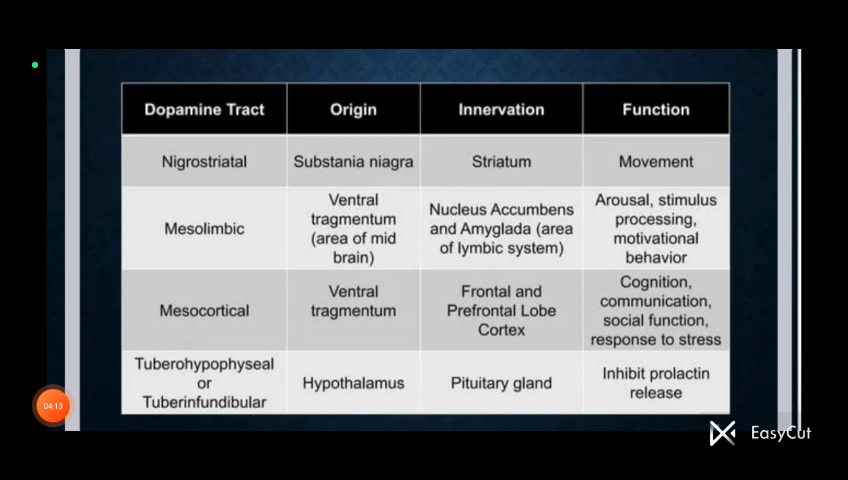 Dopamine Tract Origin Innervation Function
Nigrostriatal Substania niagra Striatum Movement
Mesolimbic
Ventral
tragmentum
(area of mid
brain)
Nucleus Accumbens
and Amyglada (area
of lymbic system)
Arousal, stimulus
processing,
motivational
behavior
Mesocortical
Ventral
tragmentum
Frontal and
Prefrontal Lobe
Cortex
Cognition,
communication,
social function,
response to stress
Tuberohypophyseal
or
Tuberinfundibular
Hypothalamus
Pituitary gland
Inhibit prolactin
release
04:13
EasyCut